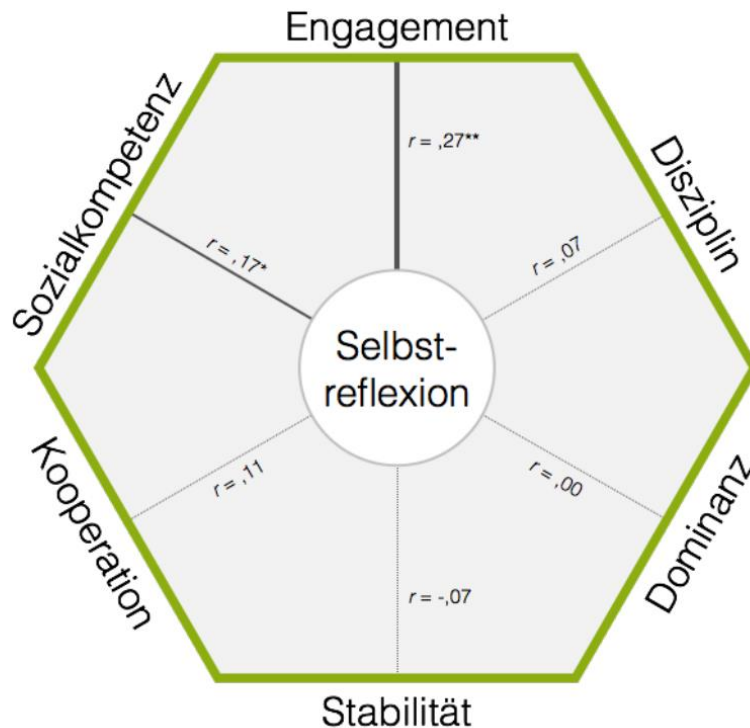 Engagement
Sozialkompetenz
r = ,27**
Disziplin
r = ,17*
r = ,07
Selbst-
reflexion
Kooperation
r = ,11
r = ,00
Dominanz
r = -,07
Stabilität